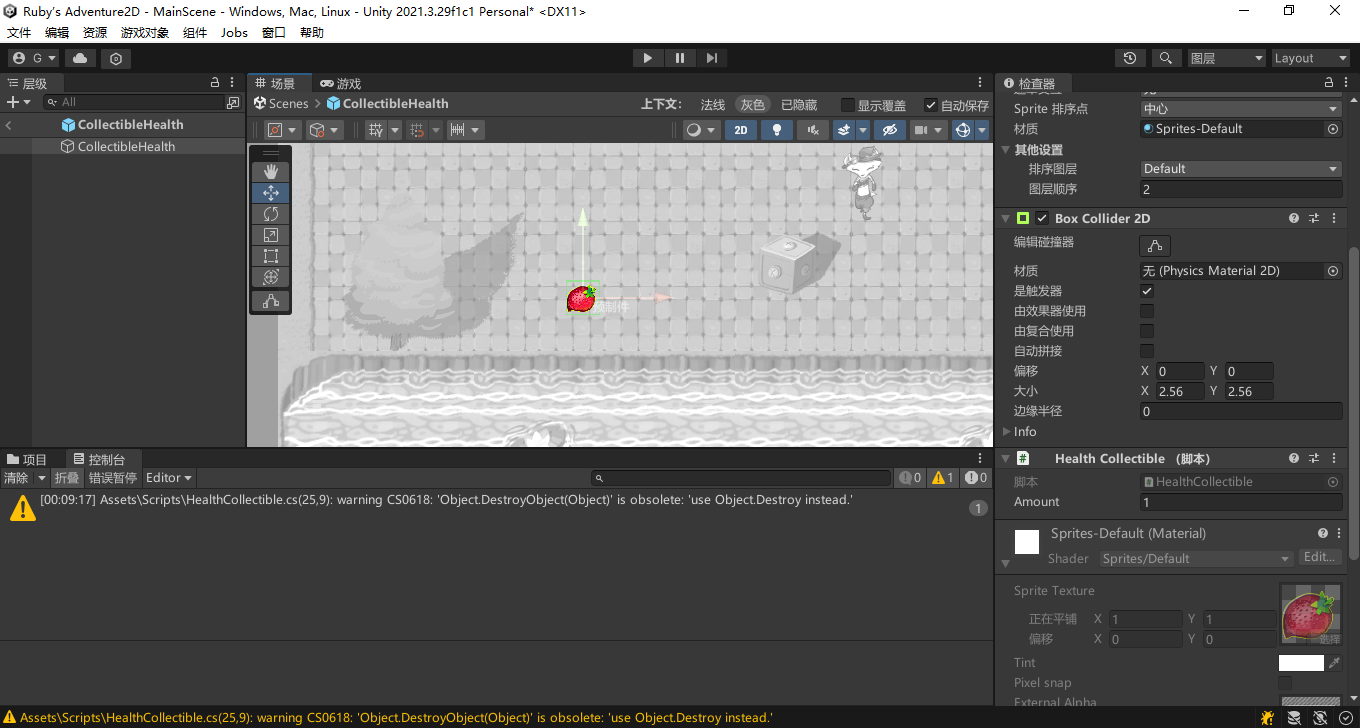 Ruby's Adventure2D - MainScene - Windows, Mac, Linux - Unity 2021.3.29f1c1 Personal* <DX11>
文件 编辑 资源 游戏对象 组件 Jobs 窗口 帮助
G 图层 Layout
层级
All
CollectibleHealth
CollectibleHealth
场景 游戏
Scenes CollectibleHealth 上下文: 法线 灰色 已隐藏 显示覆盖 自动保存
2D
预制件
项目 控制台
清除 折叠 错误暂停 Editor 0 1 0
[00:09:17] Assets\Scripts\HealthCollectible.cs(25,9): warning CS0618: 'Object.DestroyObject(Object)' is obsolete: 'use Object.Destroy instead.'
1
检查器
Sprite 排序点 中心
材质 Sprites-Default
其他设置
排序图层 Default
图层顺序 2
Box Collider 2D
编辑碰撞器
材质 无 (Physics Material 2D)
是触发器
由效果器使用
由复合使用
自动拼接
偏移 X 0 Y 0
大小 X 2.56 Y 2.56
边缘半径 0
Info
# Health Collectible （脚本）
脚本 # HealthCollectible
Amount 1
Sprites-Default (Material)
Shader Sprites/Default Edit...
Sprite Texture
正在平铺 X 1 Y 1
偏移 X 0 Y 0
选择
Tint
Pixel snap
External Alpha
Assets\Scripts\HealthCollectible.cs(25,9): warning CS0618: 'Object.DestroyObject(Object)' is obsolete: 'use Object.Destroy instead.'